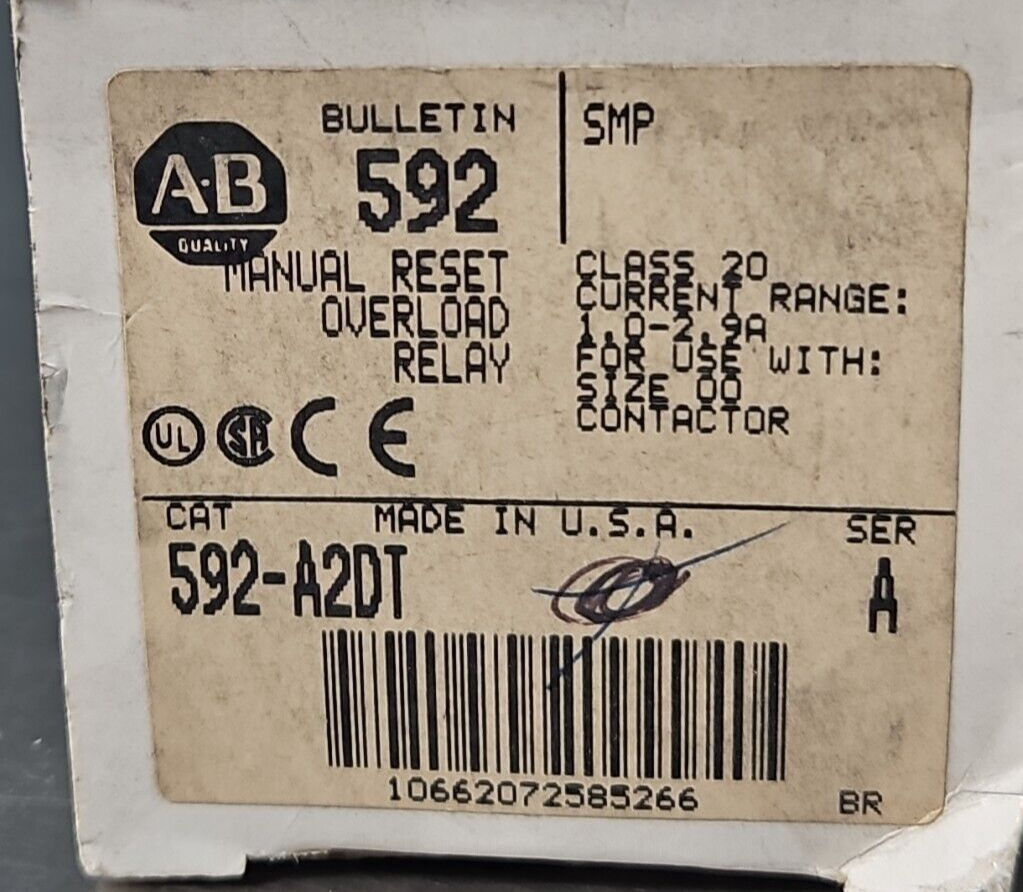 A·B
QUALITY
BULLETIN
592
MANUAL RESET
OVERLOAD
RELAY
SMP
CLASS 20
CURRENT RANGE:
1.0-2.9A
FOR USE WITH:
SIZE 00
CONTACTOR
UL
SA
CE
CAT
592-A2DT
MADE IN U.S.A.
SER
A
10662072585266
BR